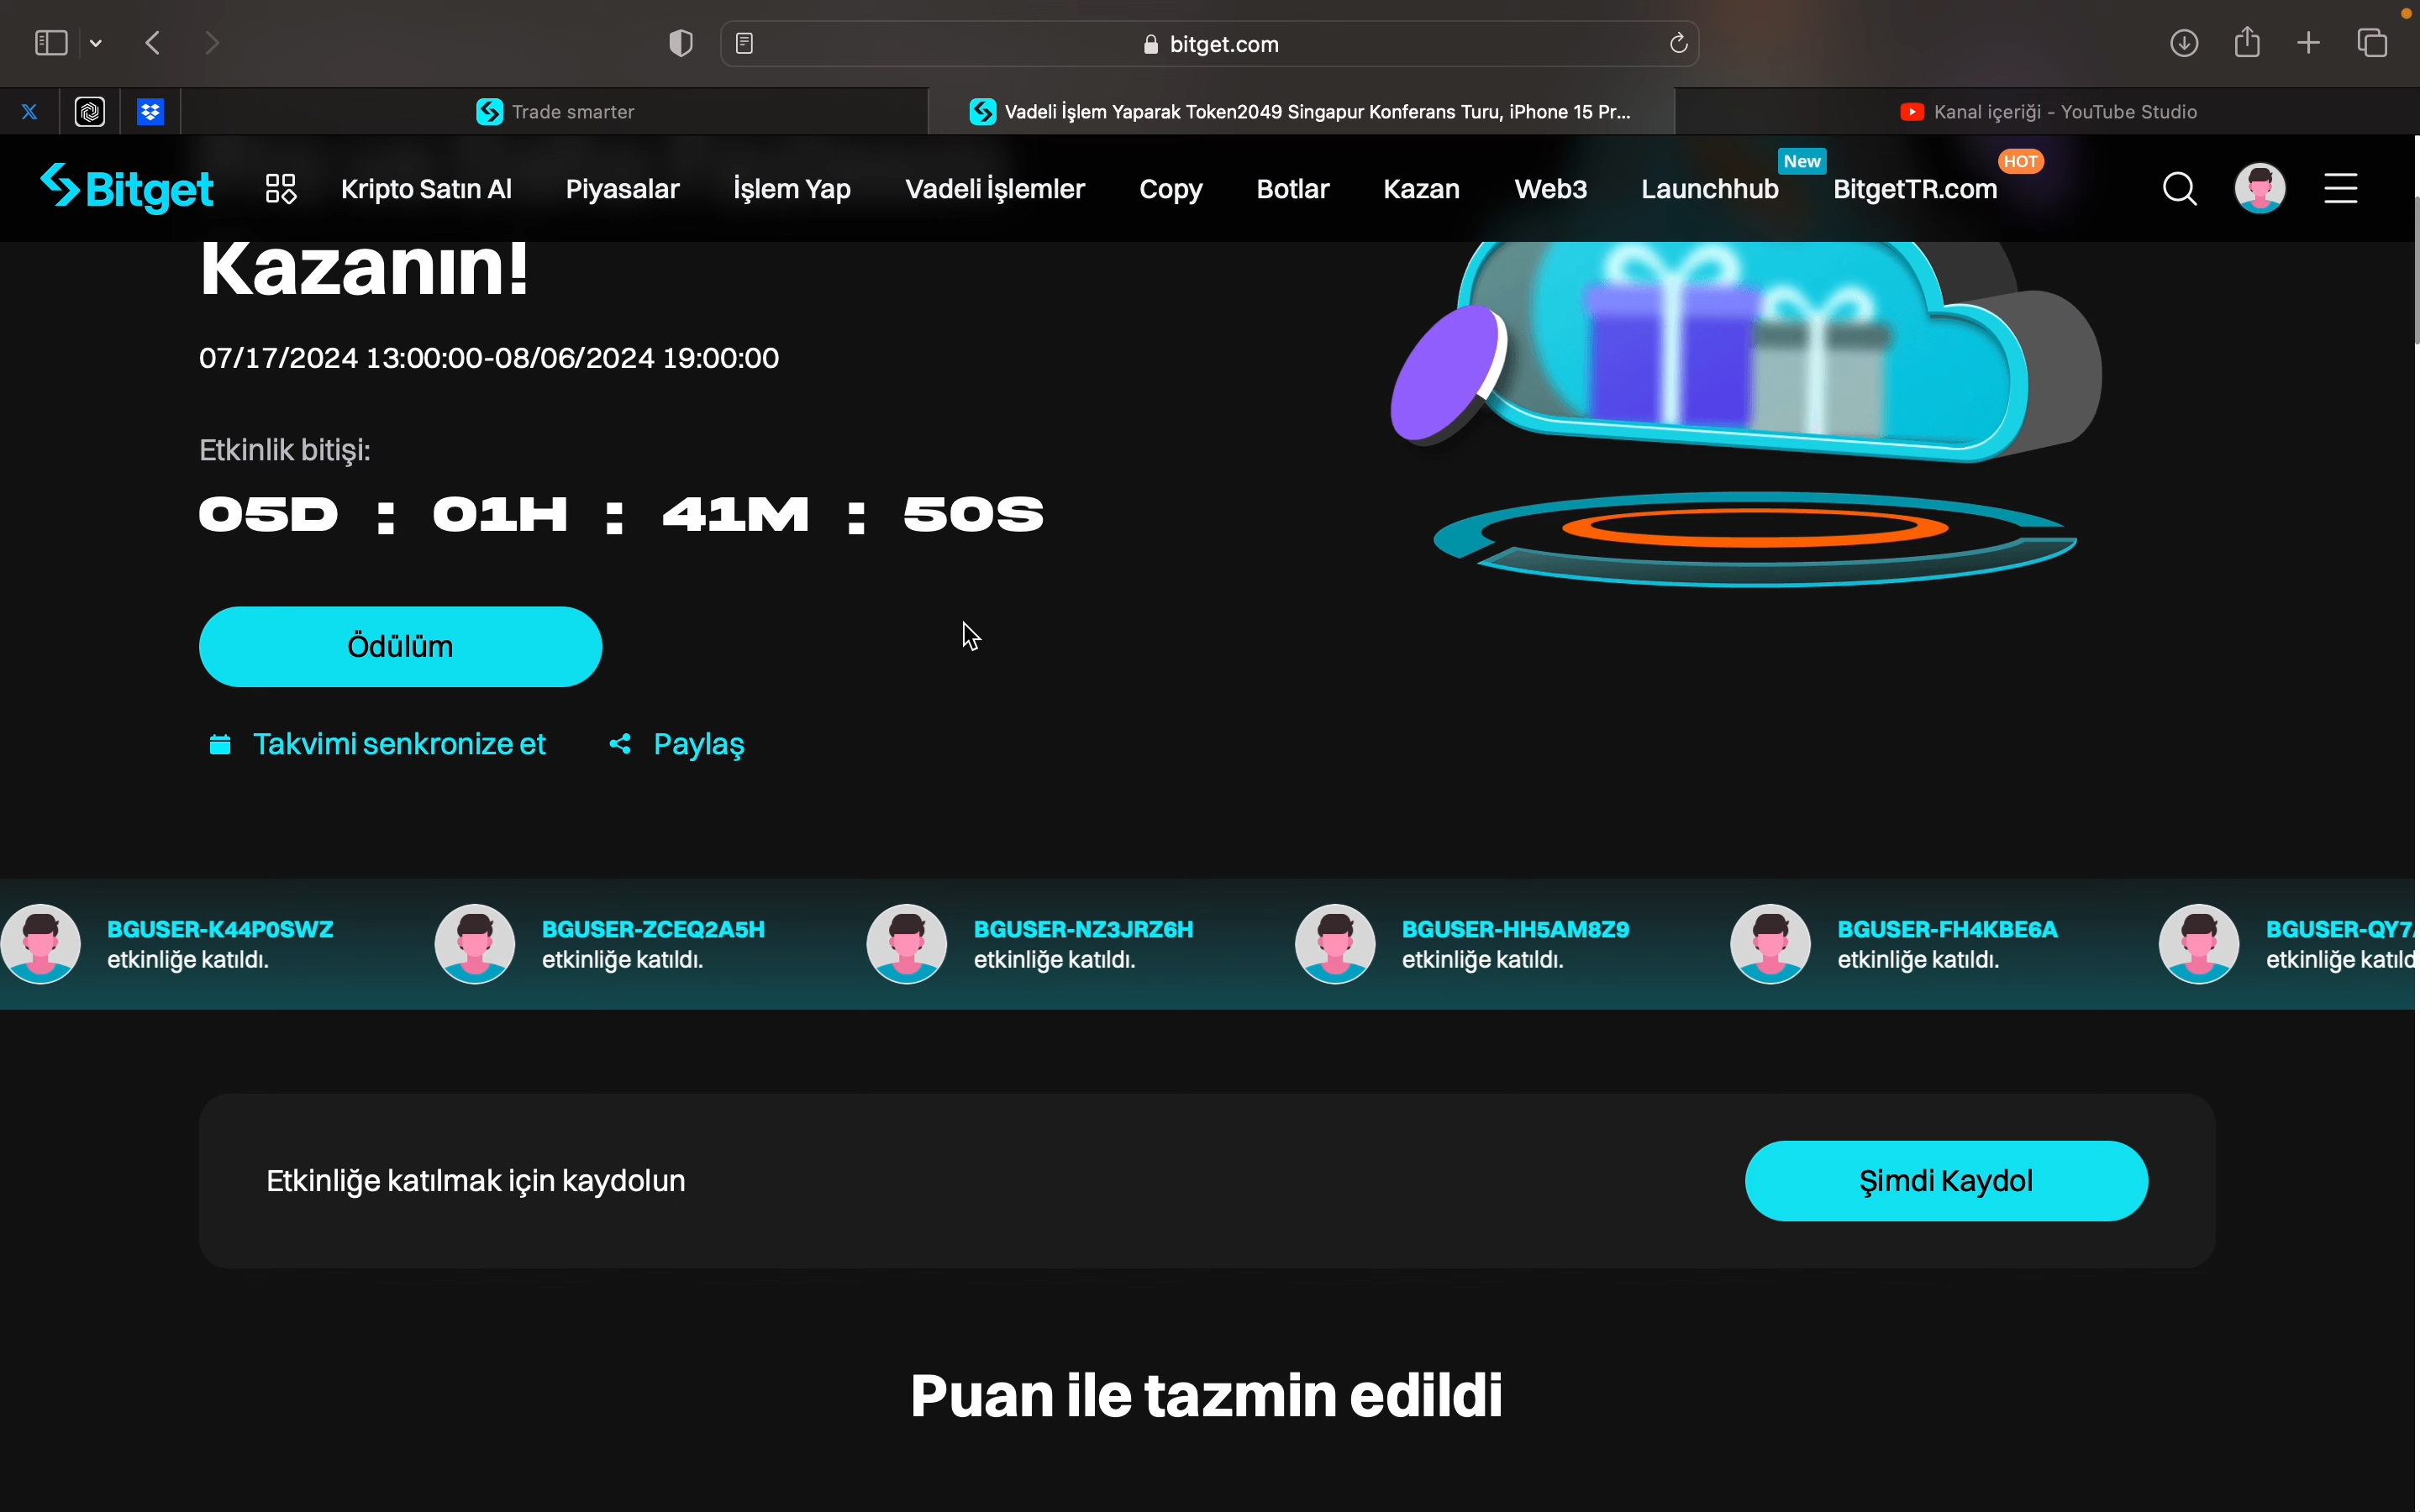 bitget.com
Trade smarter
Vadeli İşlem Yaparak Token2049 Singapur Konferans Turu, iPhone 15 Pr...
Kanal içeriği - YouTube Studio
Bitget
Kripto Satın Al
Piyasalar
İşlem Yap
Vadeli İşlemler
Copy
Botlar
Kazan
Web3
Launchhub
New
BitgetTR.com
HOT
Kazanın!
07/17/2024 13:00:00-08/06/2024 19:00:00
Etkinlik bitişi:
05D : 01H : 41M : 50S
Ödülüm
Takvimi senkronize et
Paylaş
BGUSER-K44P0SWZ
etkinliğe katıldı.
BGUSER-ZCEQ2A5H
etkinliğe katıldı.
BGUSER-NZ3JRZ6H
etkinliğe katıldı.
BGUSER-HH5AM8Z9
etkinliğe katıldı.
BGUSER-FH4KBE6A
etkinliğe katıldı.
BGUSER-QY7
etkinliğe katıld
Etkinliğe katılmak için kaydolun
Şimdi Kaydol
Puan ile tazmin edildi